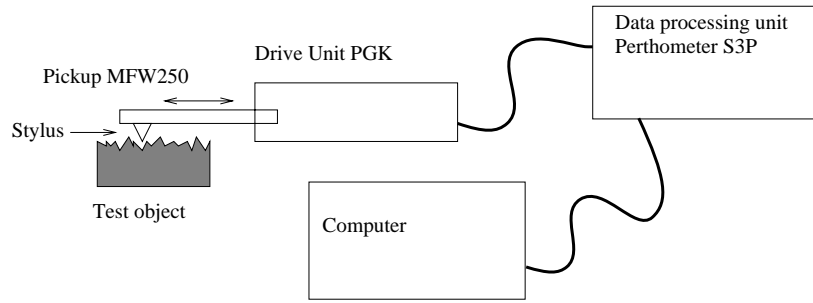 Data processing unit
Perthometer S3P
Drive Unit PGK
Pickup MFW250
Stylus
Test object
Computer